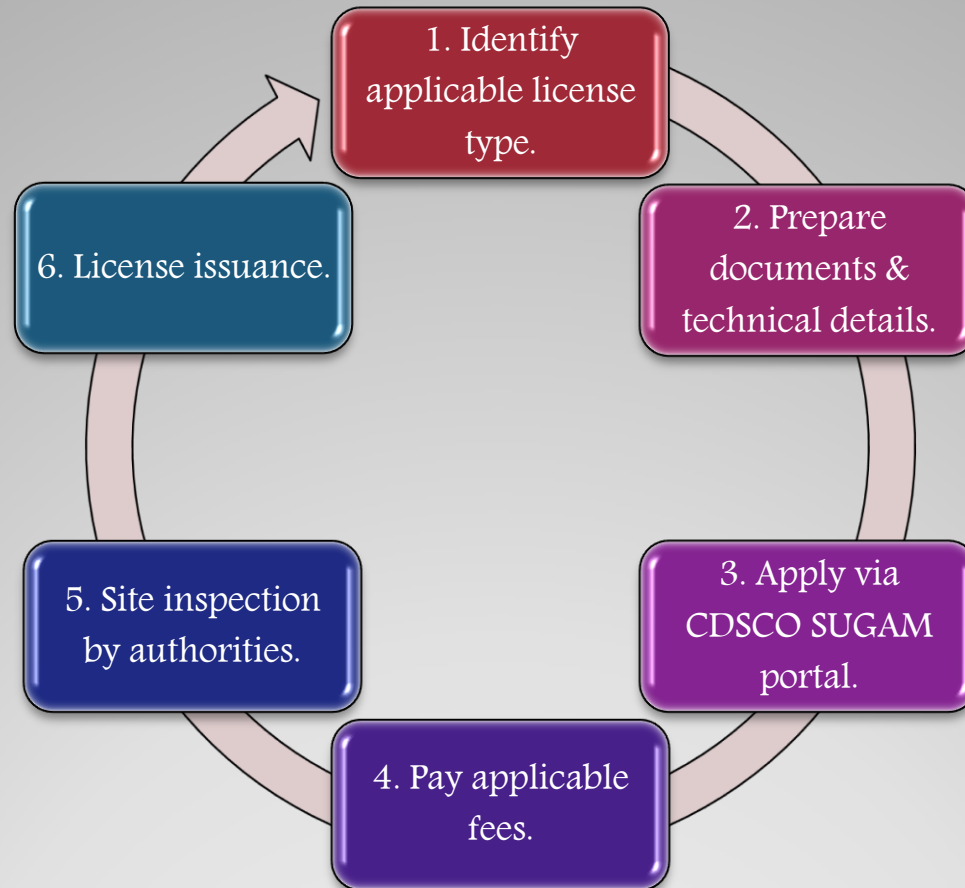 1. Identify
applicable license
type.
2. Prepare
documents &
technical details.
3. Apply via
CDSCO SUGAM
portal.
4. Pay applicable
fees.
5. Site inspection
by authorities.
6. License issuance.